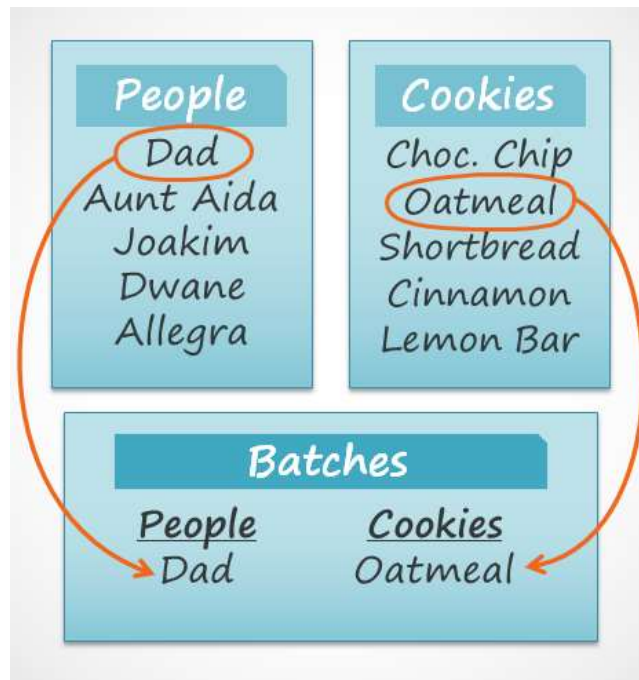 People
Dad
Aunt Aida
Joakim
Dwane
Allegra
Cookies
Choc. Chip
Oatmeal
Shortbread
Cinnamon
Lemon Bar
Batches
People Cookies
Dad Oatmeal